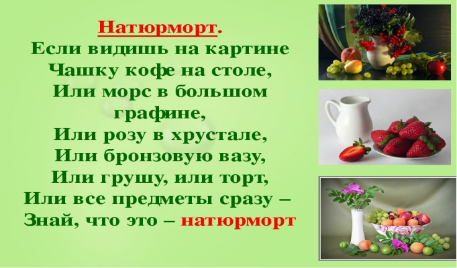 Натюрморт.
Если видишь на картине
Чашку кофе на столе,
Или морс в большом
графине,
Или розу в хрустале,
Или бронзовую вазу,
Или грушу, или торт,
Или все предметы сразу –
Знай, что это – натюрморт